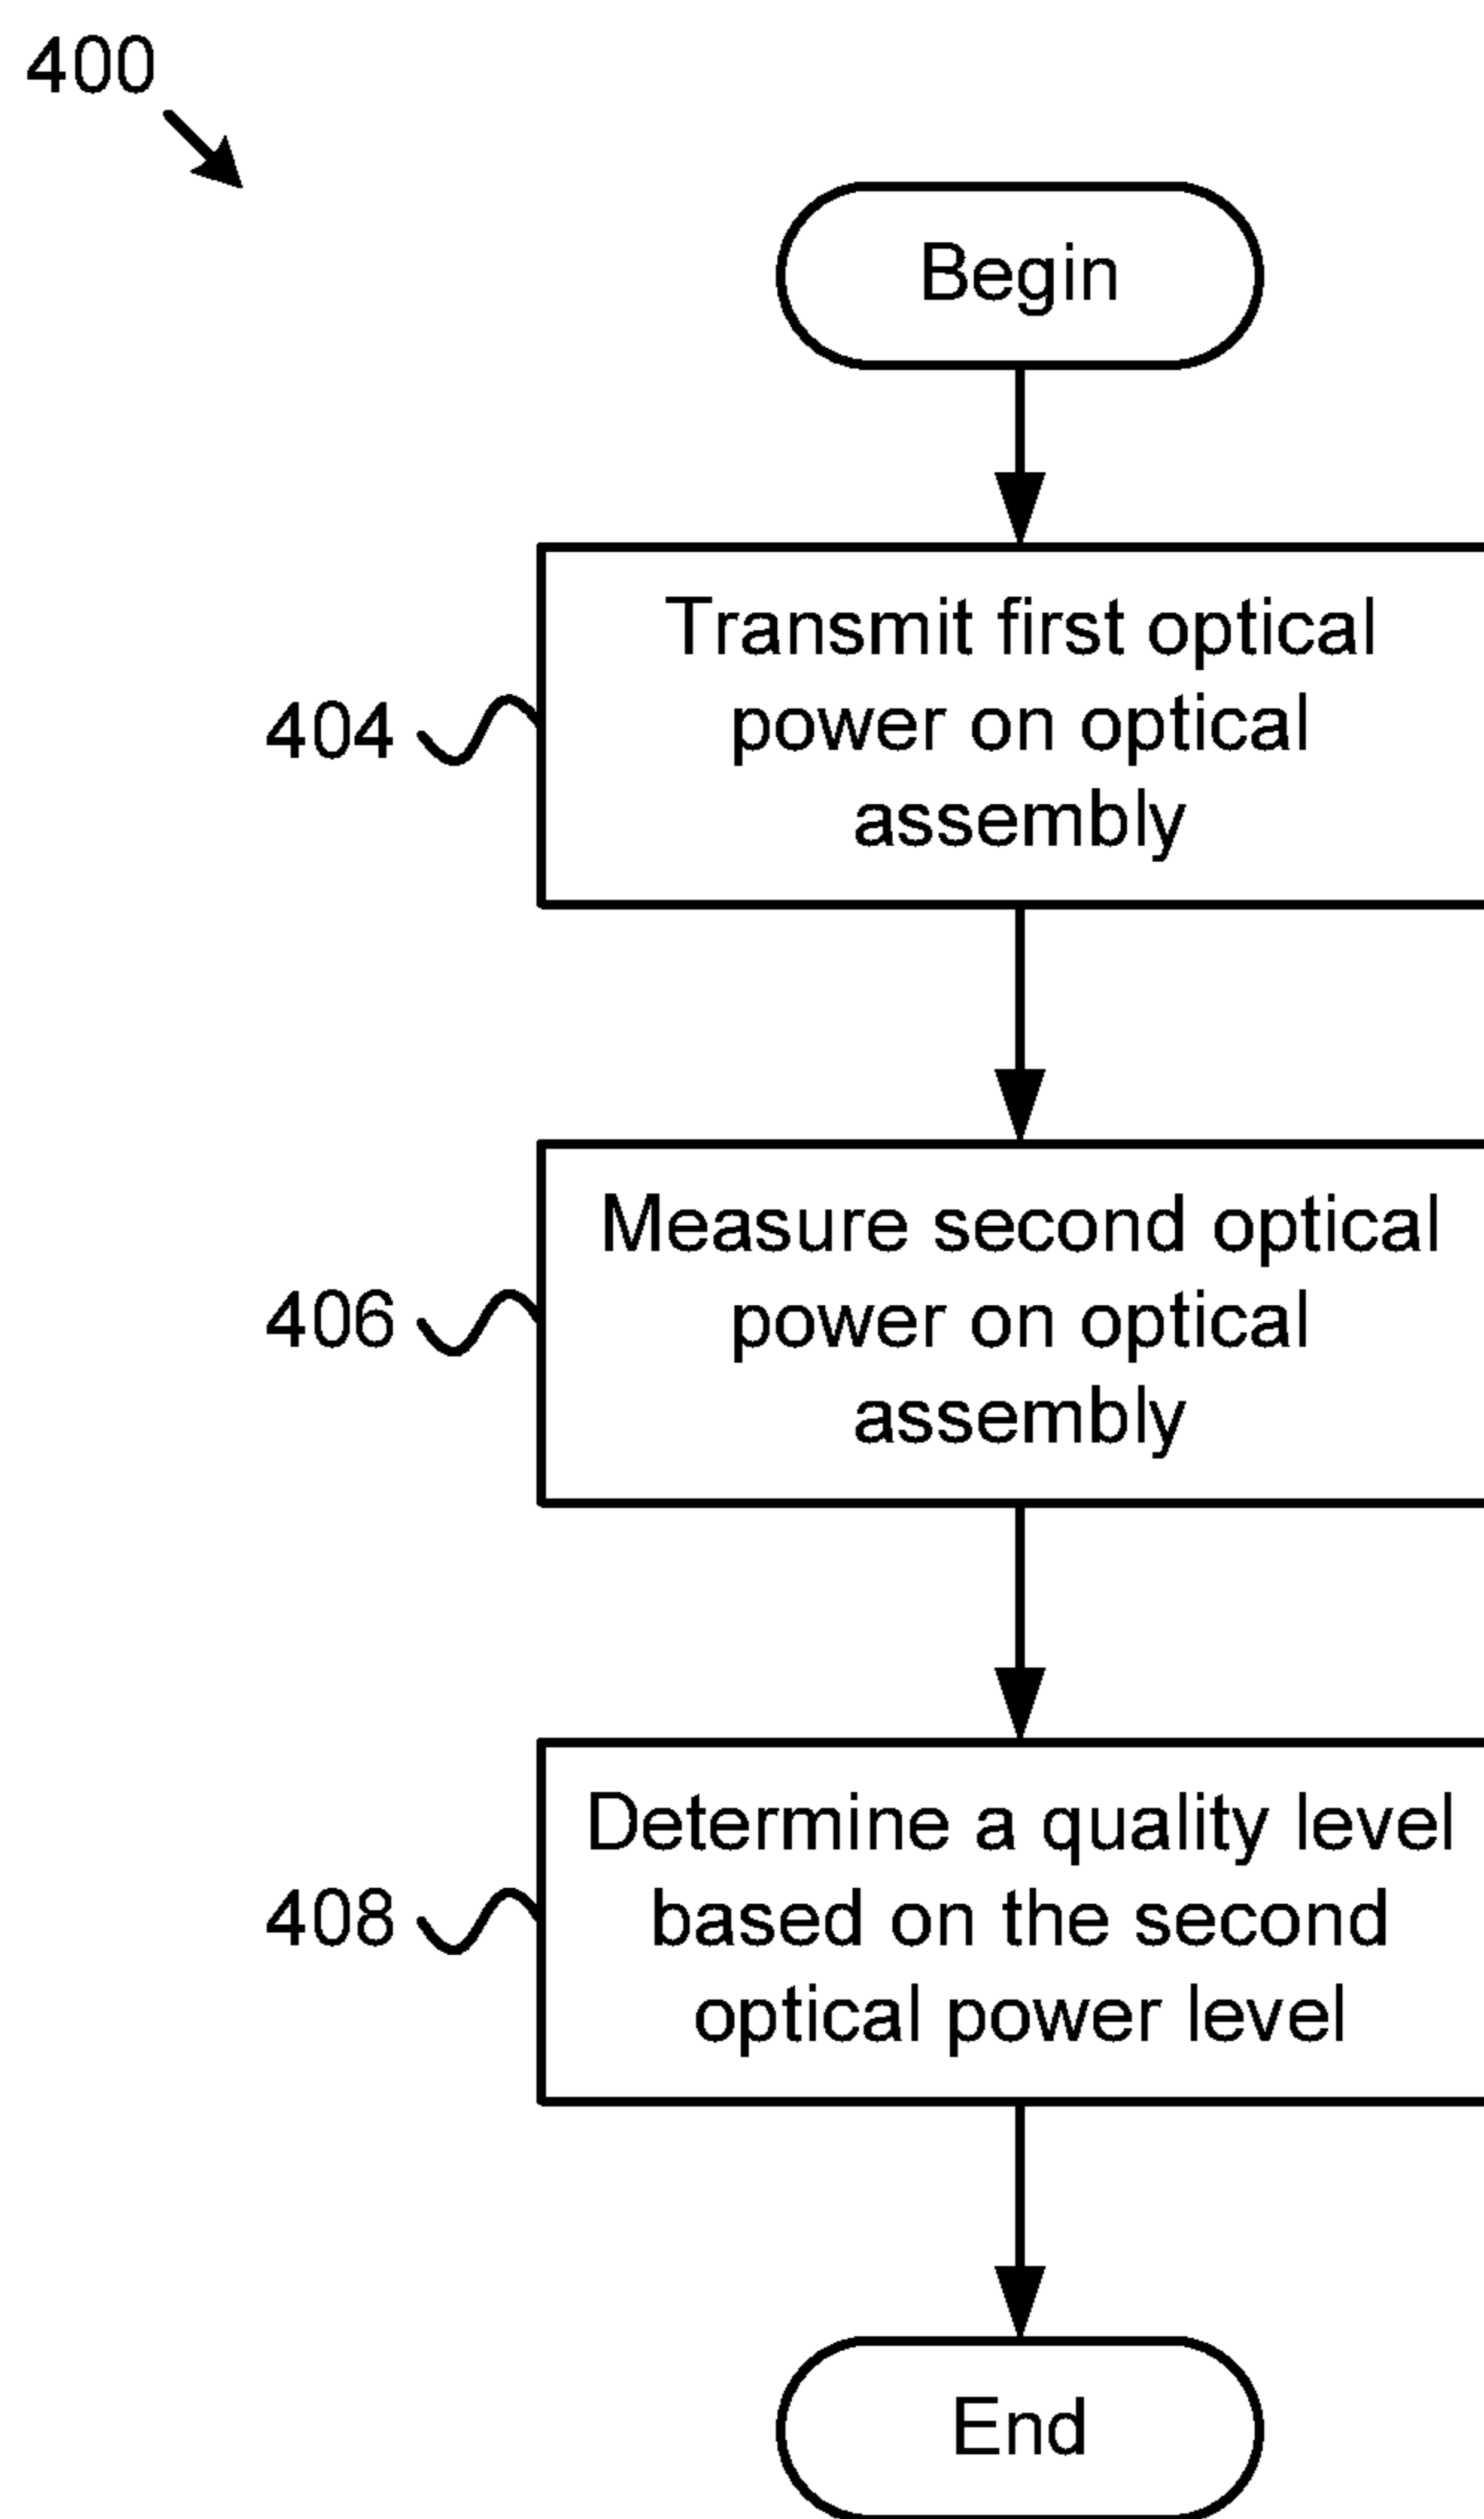 400
Begin
404
Transmit first optical
power on optical
assembly
406
Measure second optical
power on optical
assembly
408
Determine a quality level
based on the second
optical power level
End